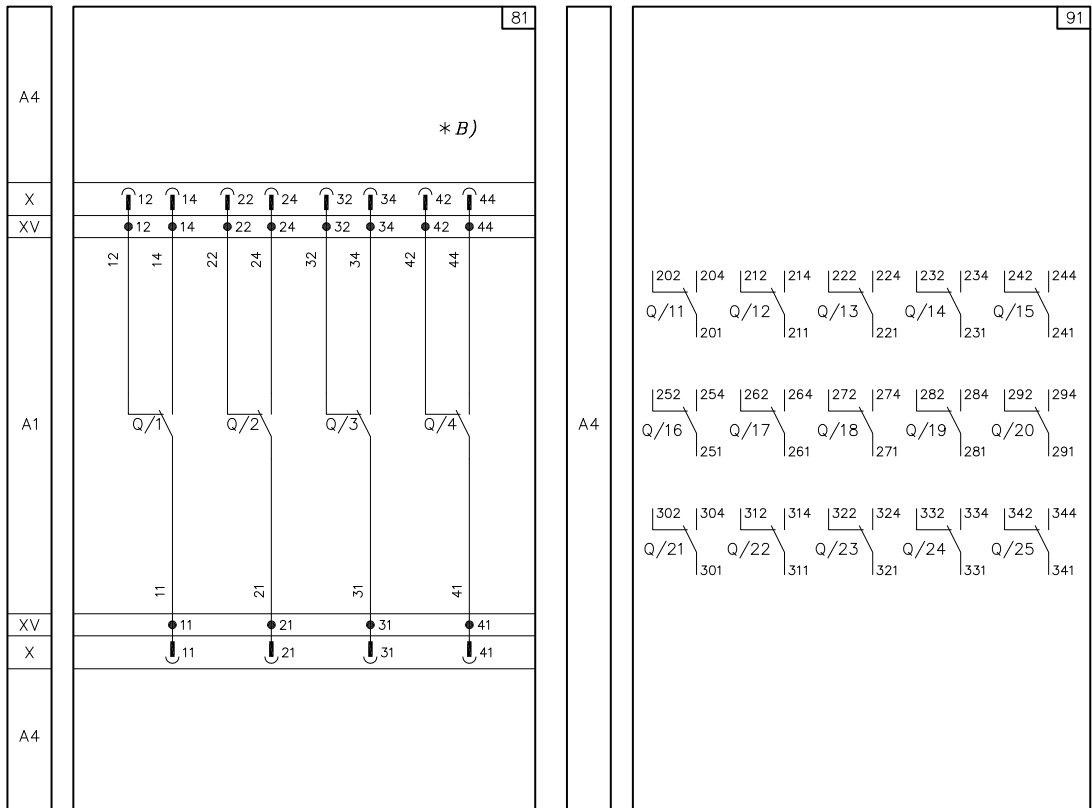 81
A4
*B)
X 12 14 22 24 32 34 42 44
XV 12 14 22 24 32 34 42 44
12 14 22 24 32 34 42 44
A1 Q/1 Q/2 Q/3 Q/4
11 21 31 41
XV 11 21 31 41
X 11 21 31 41
A4
91
202 204 212 214 222 224 232 234 242 244
Q/11 Q/12 Q/13 Q/14 Q/15
201 211 221 231 241
252 254 262 264 272 274 282 284 292 294
A4 Q/16 Q/17 Q/18 Q/19 Q/20
251 261 271 281 291
302 304 312 314 322 324 332 334 342 344
Q/21 Q/22 Q/23 Q/24 Q/25
301 311 321 331 341